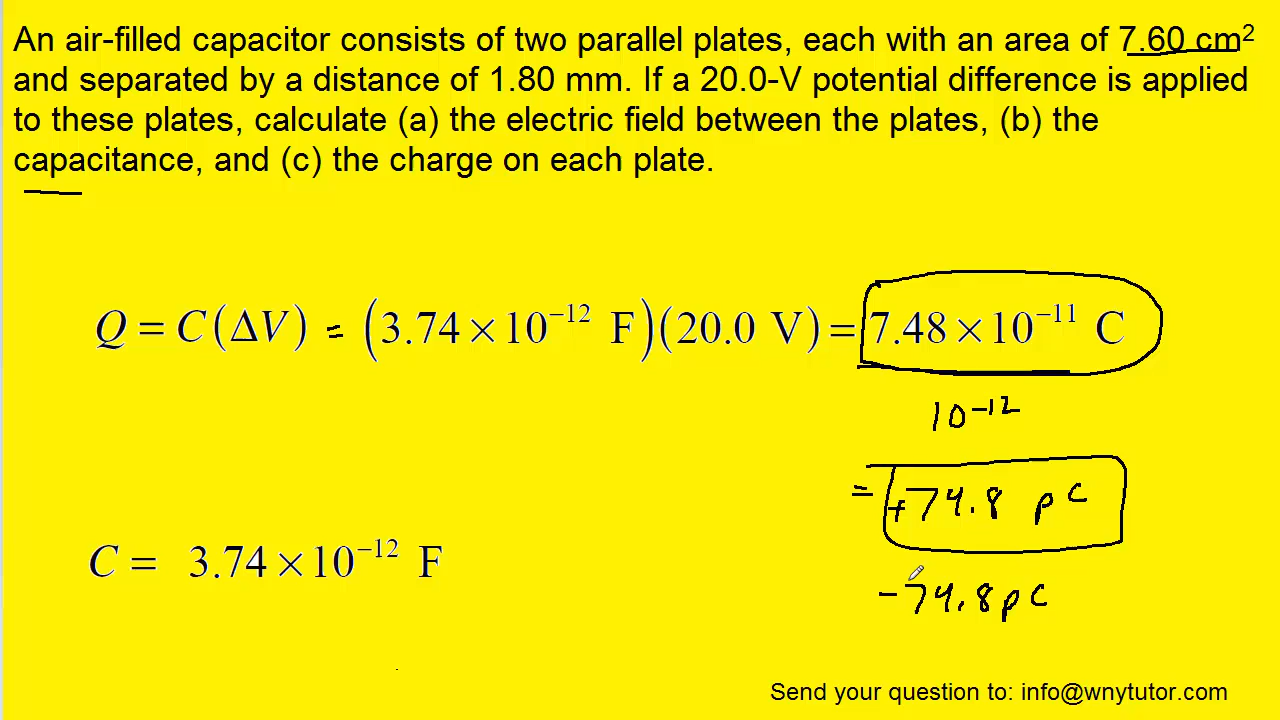 An air-filled capacitor consists of two parallel plates, each with an area of 7.60 cm²
and separated by a distance of 1.80 mm. If a 20.0-V potential difference is applied
to these plates, calculate (a) the electric field between the plates, (b) the
capacitance, and (c) the charge on each plate.
Q = C(ΔV) = (3.74×10⁻¹² F)(20.0 V) = 7.48×10⁻¹¹ C
10⁻¹²
= +74.8 pC
C = 3.74×10⁻¹² F
-74.8 pC
Send your question to: info@wnytutor.com